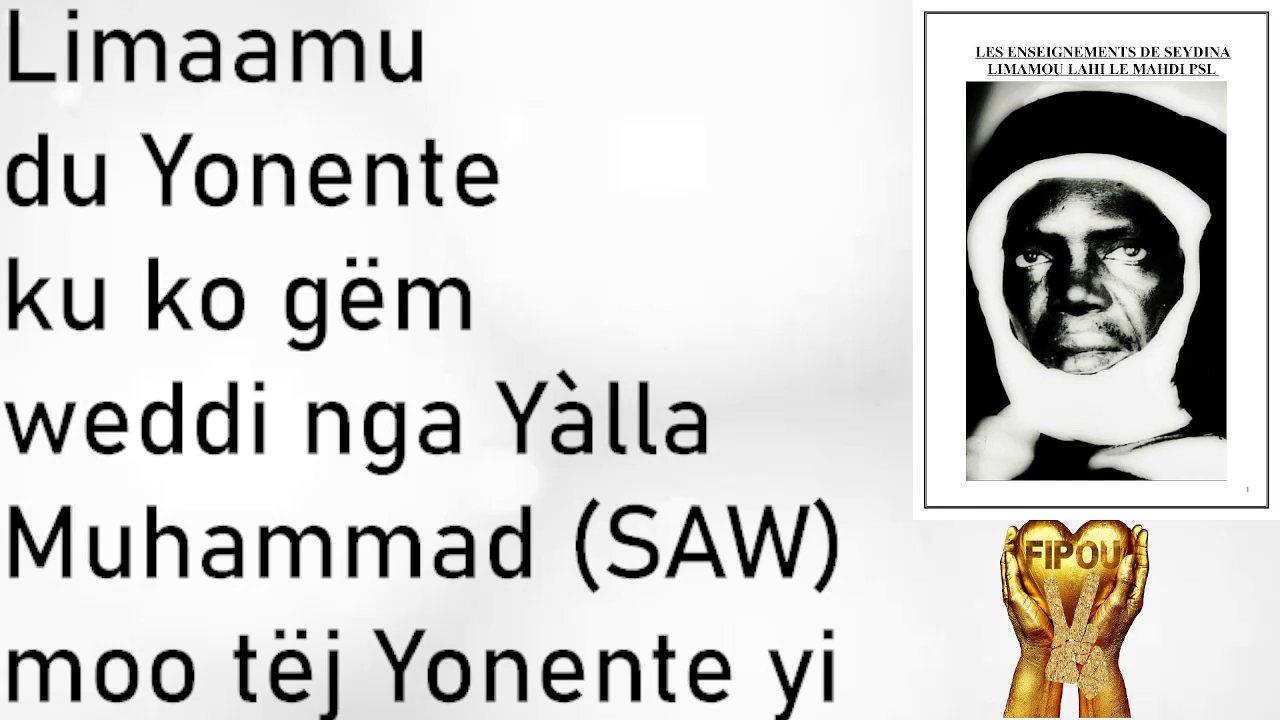 Limaamu
du Yonente
ku ko gëm
weddi nga Yàlla
Muhammad (SAW)
moo tëj Yonente yi
LES ENSEIGNEMENTS DE SEYDINA
LIMAMOU LAHI LE MAHDI PSL
1
FIPOU